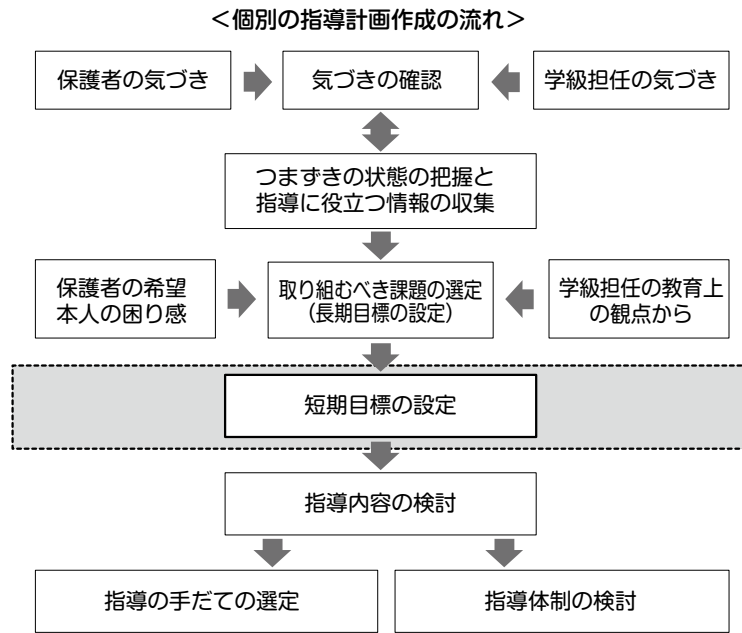 ＜個別の指導計画作成の流れ＞
保護者の気づき
気づきの確認
学級担任の気づき
つまずきの状態の把握と
指導に役立つ情報の収集
保護者の希望
本人の困り感
取り組むべき課題の選定
（長期目標の設定）
学級担任の教育上
の観点から
短期目標の設定
指導内容の検討
指導の手だての選定
指導体制の検討